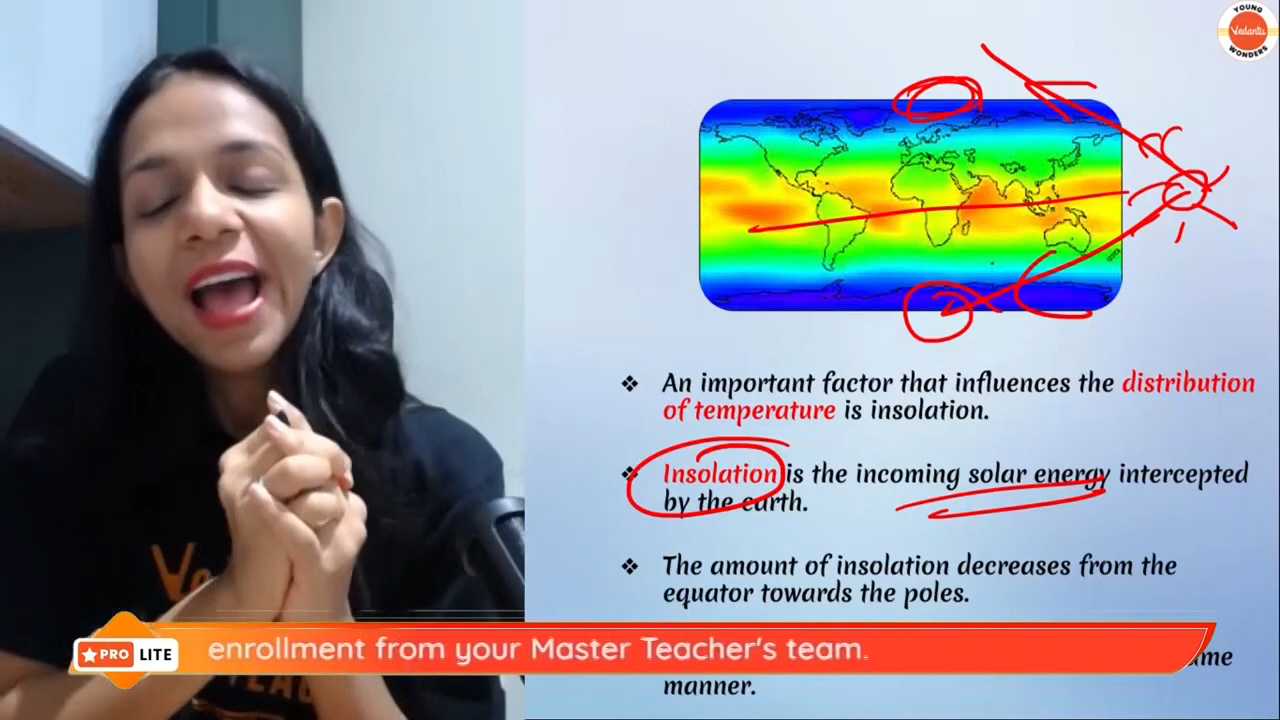 YOUNG
Vedantu
WONDERS
❖ An important factor that influences the distribution
of temperature is insolation.
❖ Insolation is the incoming solar energy intercepted
by the earth.
❖ The amount of insolation decreases from the
equator towards the poles.
PRO LITE
enrollment from your Master Teacher's team.
manner.